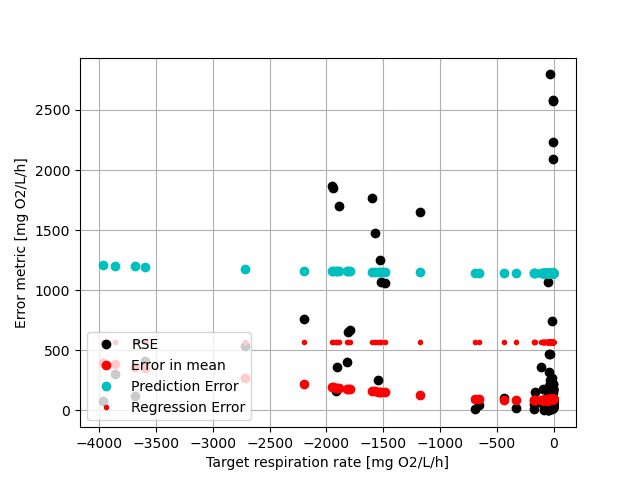 2500
2000
1500
1000
500
0
Error metric [mg O2/L/h]
RSE
Error in mean
Prediction Error
Regression Error
−4000 −3500 −3000 −2500 −2000 −1500 −1000 −500 0
Target respiration rate [mg O2/L/h]